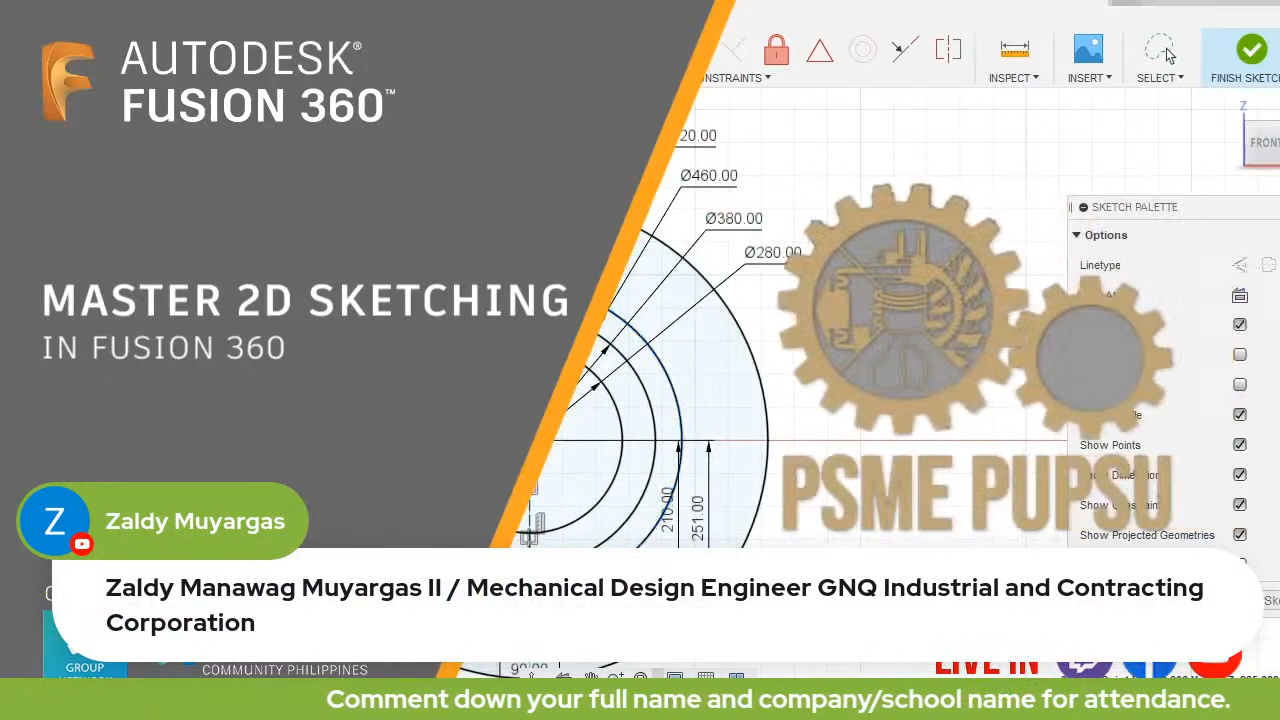 AUTODESK®
FUSION 360™
MASTER 2D SKETCHING
IN FUSION 360
INSPECT
INSERT
SELECT
20.00
Ø460.00
Ø380.00
Ø280.00
210.00
251.00
90.00
Z
FRONT
SKETCH PALETTE
Options
Linetype
Show Points
Show Projected Geometries
PSME PUPSU
Z
Zaldy Muyargas
Zaldy Manawag Muyargas II / Mechanical Design Engineer GNQ Industrial and Contracting
Corporation
GROUP
COMMUNITY PHILIPPINES
LIVE IN
Comment down your full name and company/school name for attendance.